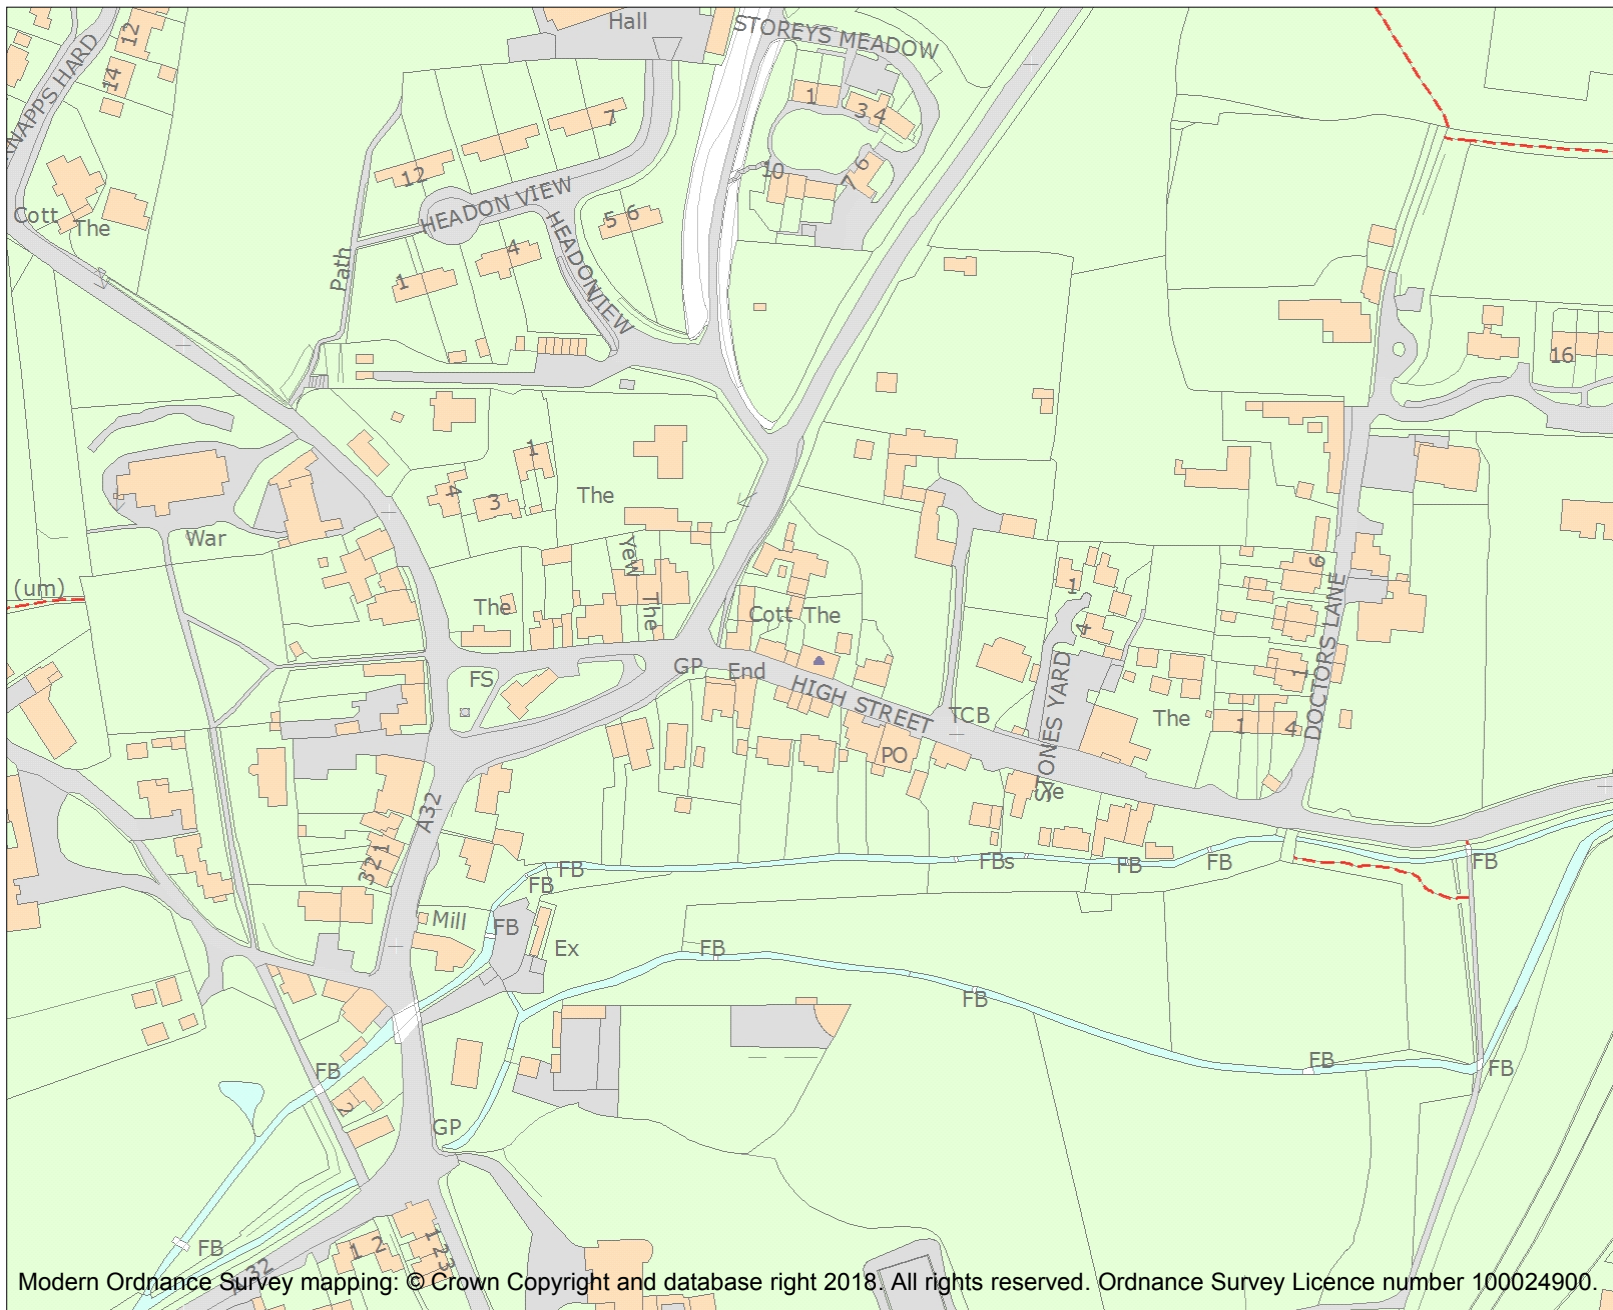 Hall
STOREYS MEADOW
12
14
KNAPPS HARD
1
3 4
7
12
10
6
7
HEADON VIEW
5 6
Cott The
HEADONVIEW
4
Path
1
16
1
4
3
The
War
Yew
6
(um)
1
The
The
Cott The
4
DOCTORS LANE
GP
End
FS
HIGH STREET
STONES YARD
1
TCB
The
1
4
PO
Ye
A32
3 2 1
FB
FBs
FB
FB
FB
FB
Mill
FB
Ex
FB
FB
FB
FB
FB
2
GP
FB
1 2
1 2 3
A32
Modern Ordnance Survey mapping: © Crown Copyright and database right 2018. All rights reserved. Ordnance Survey Licence number 100024900.